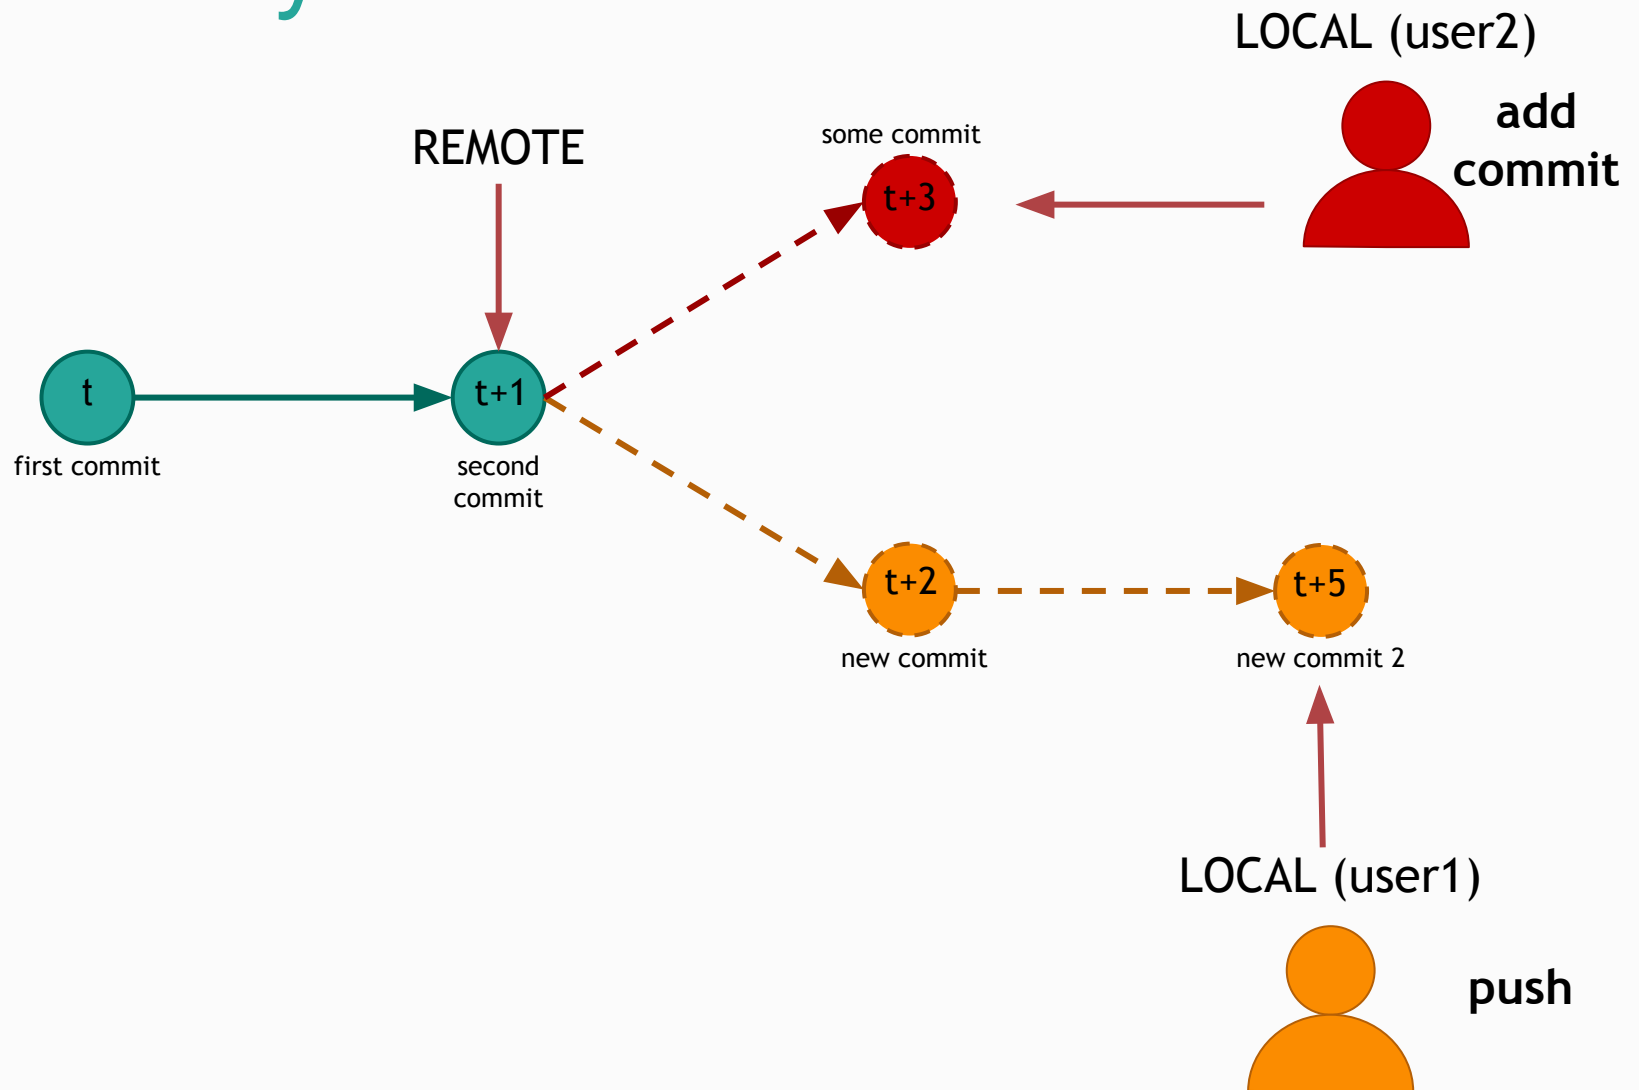 LOCAL (user2)
add
commit
some commit
REMOTE
t+3
t
t+1
first commit
second
commit
t+2
t+5
new commit
new commit 2
LOCAL (user1)
push